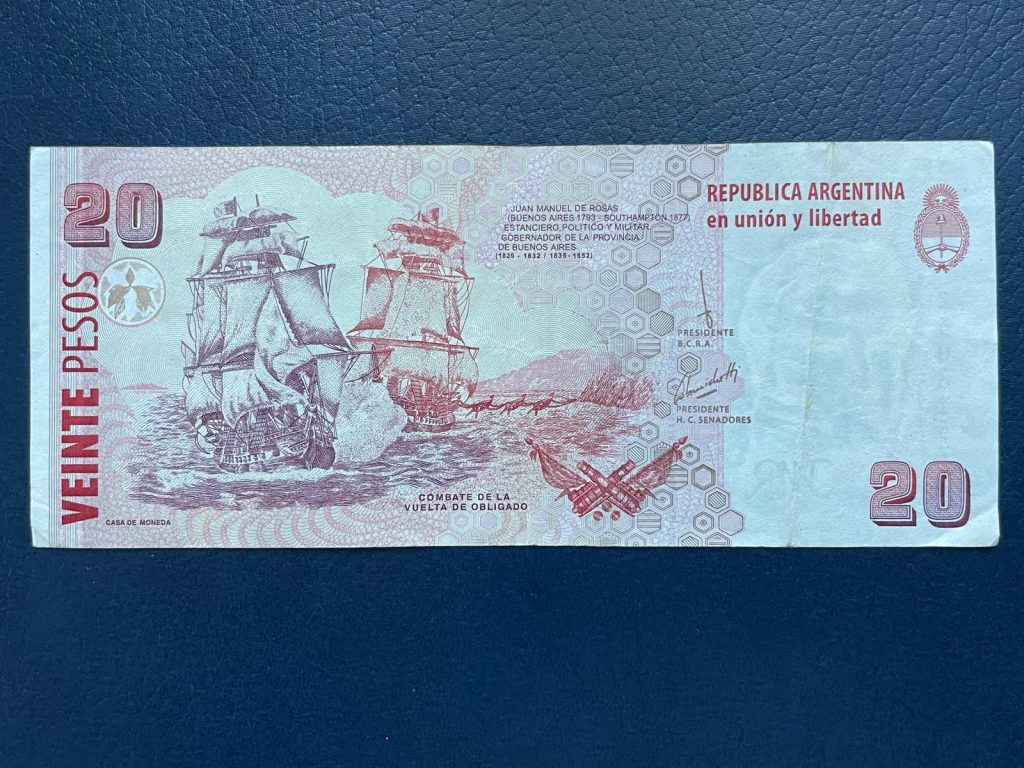 20
VEINTE PESOS
JUAN MANUEL DE ROSAS
(BUENOS AIRES 1793 - SOUTHAMPTON 1877)
ESTANCIERO, POLITICO Y MILITAR.
GOBERNADOR DE LA PROVINCIA
DE BUENOS AIRES
(1829 - 1832 / 1835- 1852)
REPUBLICA ARGENTINA
en unión y libertad
PRESIDENTE
B.C.R.A.
PRESIDENTE
H. C. SENADORES
COMBATE DE LA
VUELTA DE OBLIGADO
CASA DE MONEDA
20